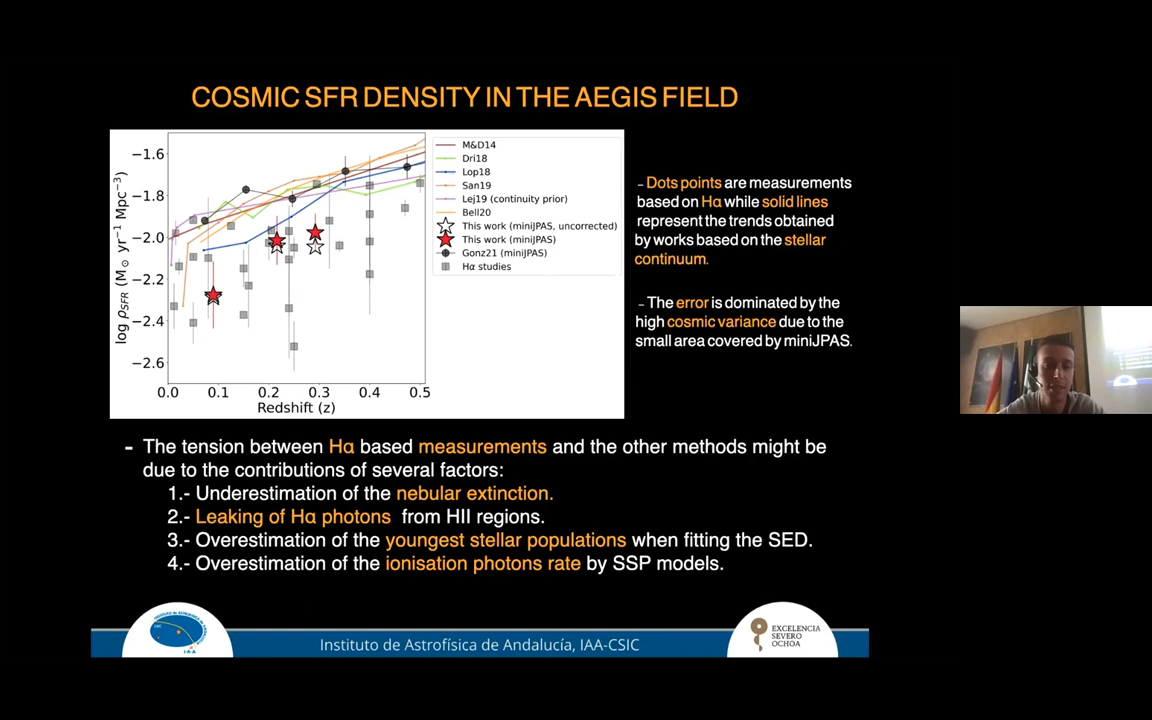 COSMIC SFR DENSITY IN THE AEGIS FIELD
−1.6
−1.8
−2.0
−2.2
−2.4
−2.6
log ρSFR (M⊙ yr−1 Mpc−3)
0.0 0.1 0.2 0.3 0.4 0.5
Redshift (z)
M&D14
Dri18
Lop18
San19
Lej19 (continuity prior)
Bell20
This work (miniJPAS, uncorrected)
This work (miniJPAS)
Gonz21 (miniJPAS)
Hα studies
- Dots points are measurements
based on Hα while solid lines
represent the trends obtained
by works based on the stellar
continuum.
- The error is dominated by the
high cosmic variance due to the
small area covered by miniJPAS.
- The tension between Hα based measurements and the other methods might be
due to the contributions of several factors:
1.- Underestimation of the nebular extinction.
2.- Leaking of Hα photons from HII regions.
3.- Overestimation of the youngest stellar populations when fitting the SED.
4.- Overestimation of the ionisation photons rate by SSP models.
Instituto de Astrofísica de Andalucía, IAA-CSIC
EXCELENCIA
SEVERO
OCHOA